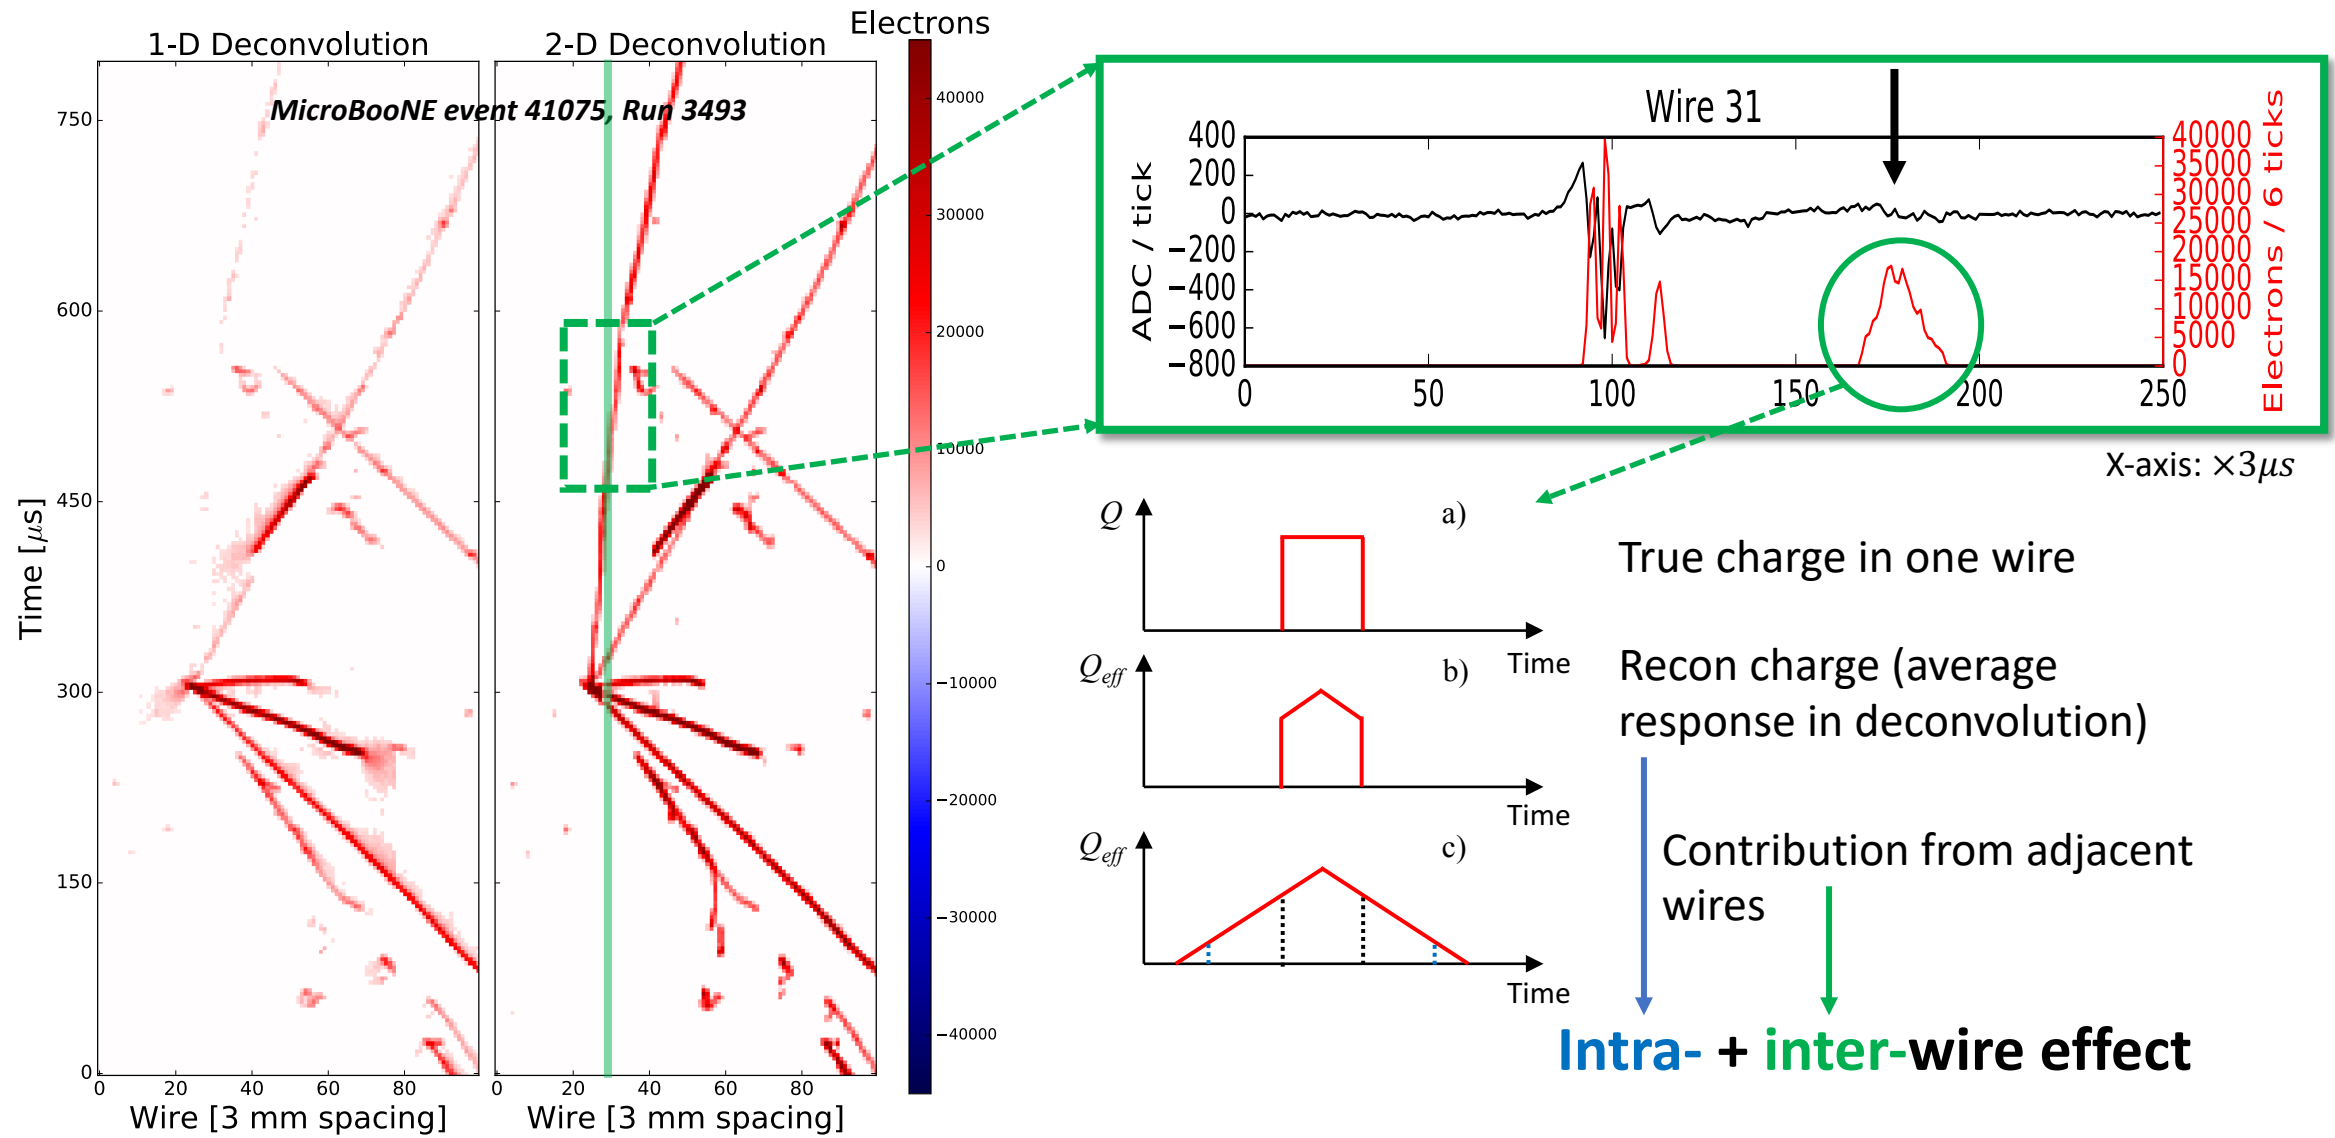 Electrons
1-D Deconvolution
2-D Deconvolution
MicroBooNE event 41075, Run 3493
Time [μs]
750
600
450
300
150
0
0 20 40 60 80
Wire [3 mm spacing]
0 20 40 60 80
Wire [3 mm spacing]
40000
30000
20000
10000
0
−10000
−20000
−30000
−40000
Wire 31
ADC / tick
400
200
0
−200
−400
−600
−800
0 50 100 150 200 250
40000
35000
30000
25000
20000
15000
10000
5000
0
Electrons / 6 ticks
X-axis: ×3μs
Q
a)
Time
True charge in one wire
Qeff
b)
Time
Recon charge (average
response in deconvolution)
Qeff
c)
Time
Contribution from adjacent
wires
Intra- + inter-wire effect